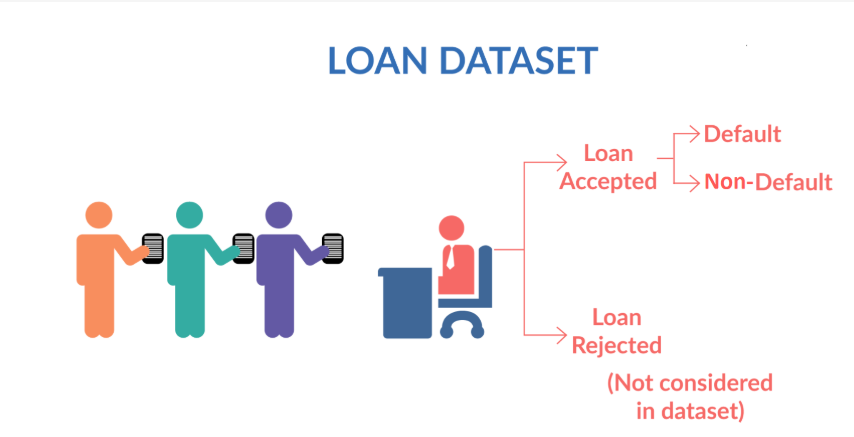 LOAN DATASET
Loan
Accepted
Default
Non-Default
Loan
Rejected
(Not considered
in dataset)